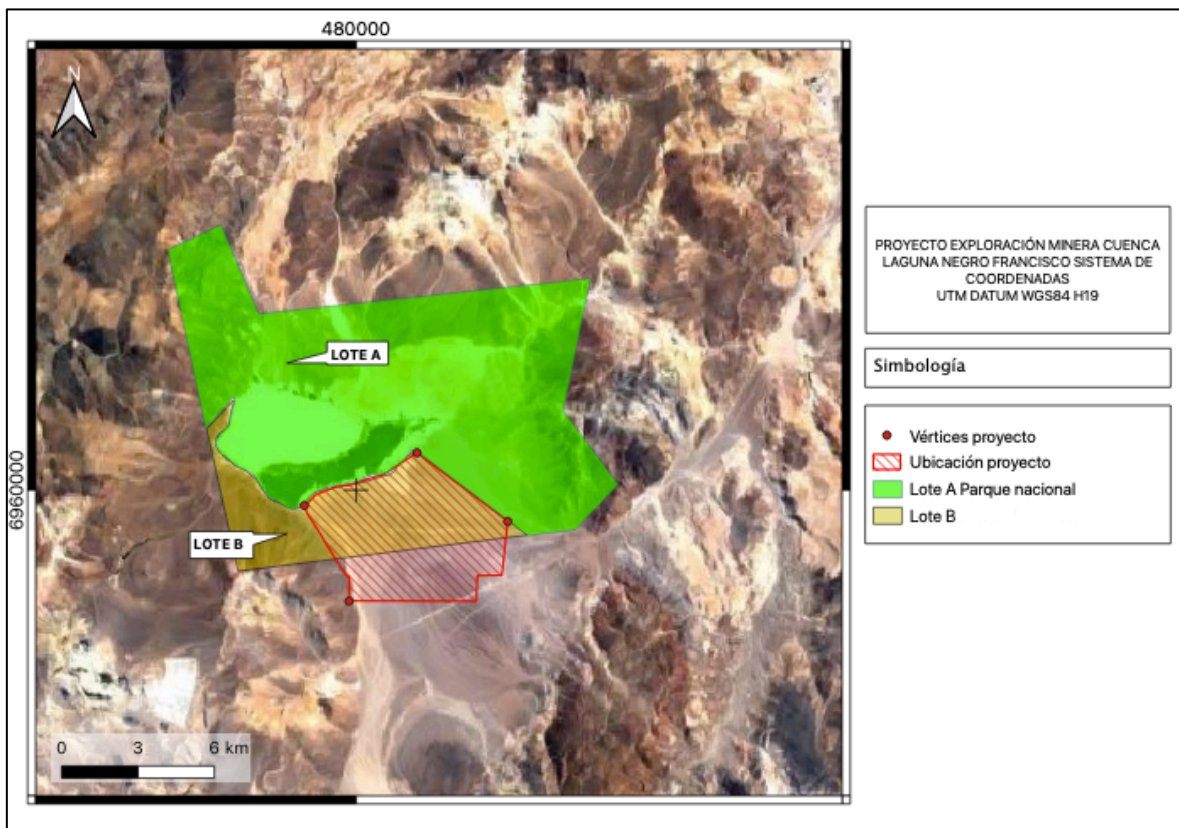 480000
N
LOTE A
6960000
LOTE B
0 3 6 km
PROYECTO EXPLORACIÓN MINERA CUENCA
LAGUNA NEGRO FRANCISCO SISTEMA DE
COORDENADAS
UTM DATUM WGS84 H19
Simbología
Vértices proyecto
Ubicación proyecto
Lote A Parque nacional
Lote B